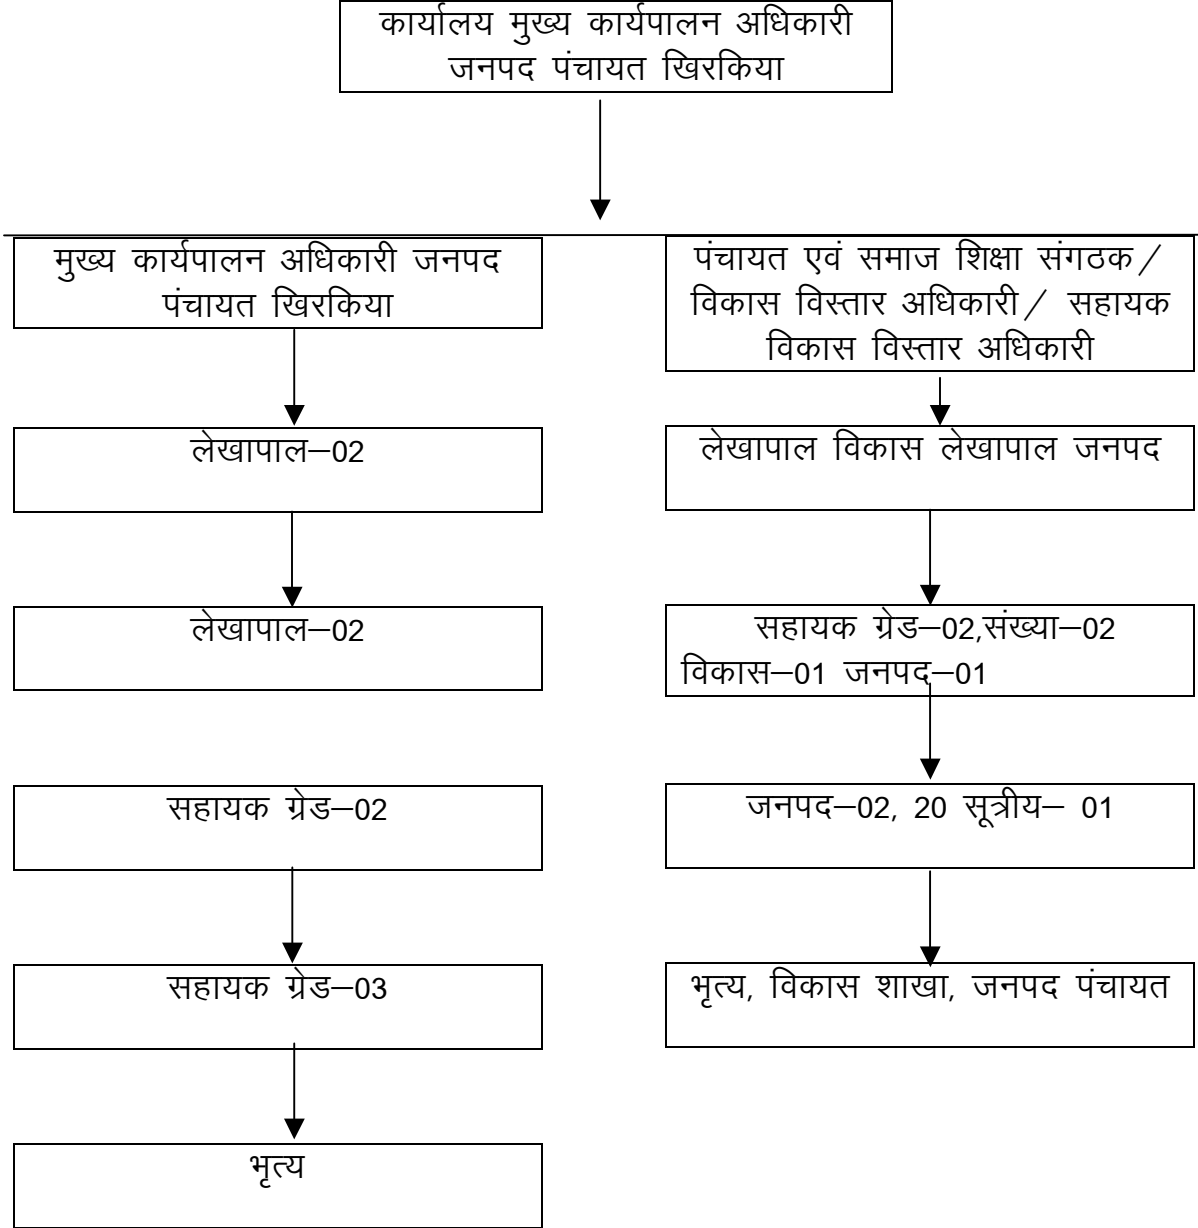 कार्यालय मुख्य कार्यपालन अधिकारी
जनपद पंचायत खिरकिया
मुख्य कार्यपालन अधिकारी जनपद
पंचायत खिरकिया
पंचायत एवं समाज शिक्षा संगठक/
विकास विस्तार अधिकारी/ सहायक
विकास विस्तार अधिकारी
लेखापाल–02
लेखापाल विकास लेखापाल जनपद
लेखापाल–02
सहायक ग्रेड–02,संख्या–02
विकास–01 जनपद–01
सहायक ग्रेड–02
जनपद–02, 20 सूत्रीय– 01
सहायक ग्रेड–03
भृत्य, विकास शाखा, जनपद पंचायत
भृत्य